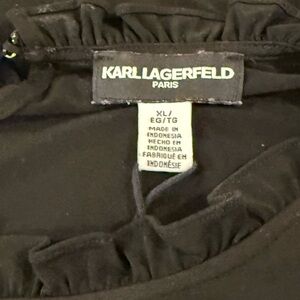 KARL LAGERFELD
PARIS
XL/
EG/TG
MADE IN
INDONESIA
HECHO EN
INDONESIA
FABRIQUÉ EN
INDONÉSIE